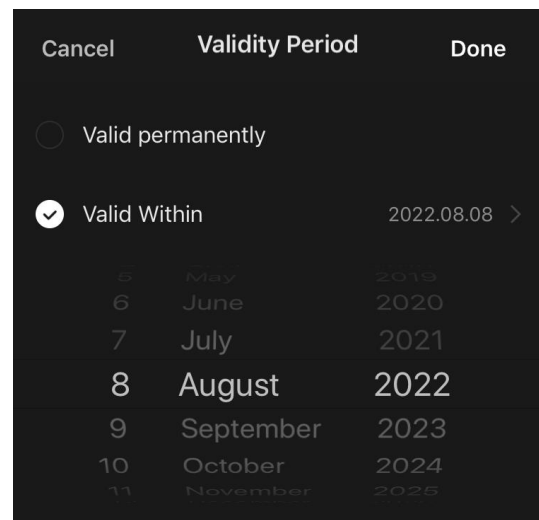 Cancel Validity Period Done
Valid permanently
Valid Within 2022.08.08
5 May 2019
6 June 2020
7 July 2021
8 August 2022
9 September 2023
10 October 2024
11 November 2025